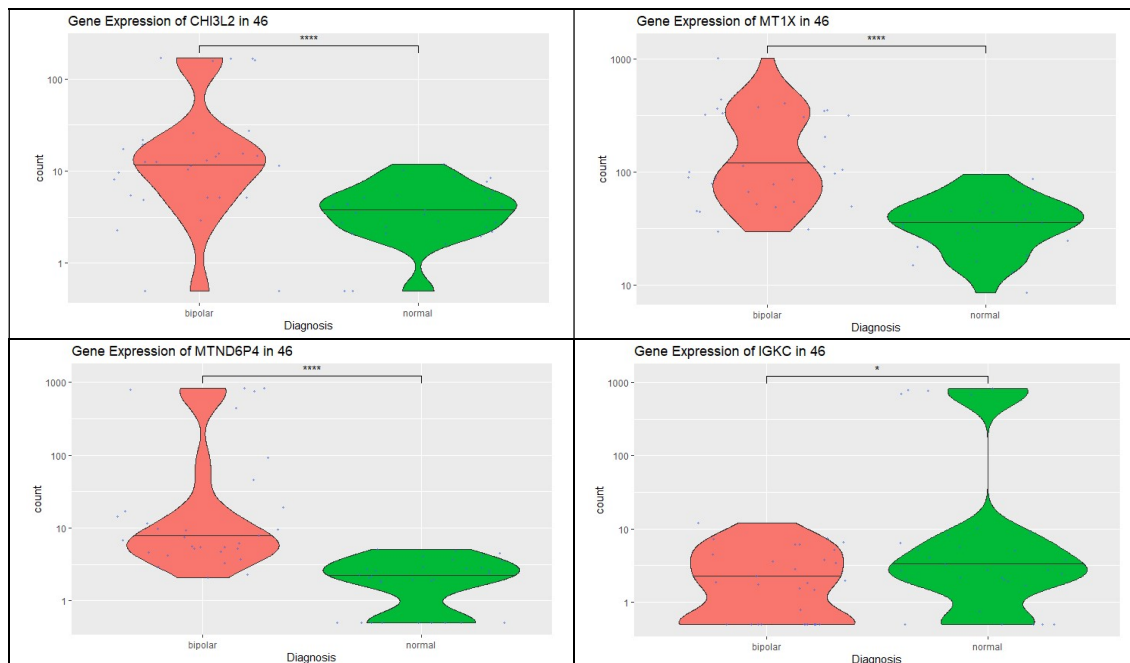 Gene Expression of CHI3L2 in 46
****
100
10
1
count
bipolar
normal
Diagnosis
Gene Expression of MT1X in 46
****
1000
100
10
count
bipolar
normal
Diagnosis
Gene Expression of MTND6P4 in 46
****
1000
100
10
1
count
bipolar
normal
Diagnosis
Gene Expression of IGKC in 46
*
1000
100
10
1
count
bipolar
normal
Diagnosis